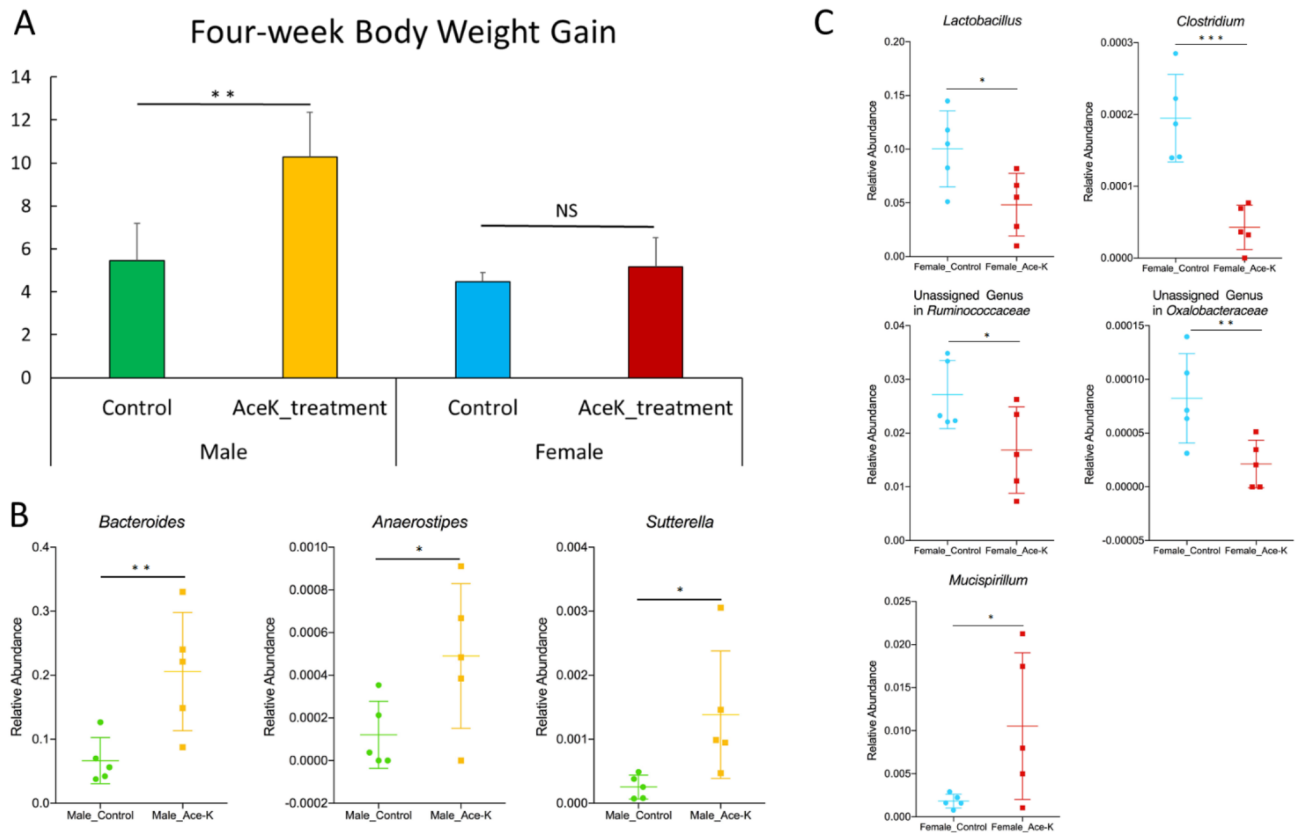 A
Four-week Body Weight Gain
14
12
10
8
6
4
2
0
**
NS
Control
AceK_treatment
Control
AceK_treatment
Male
Female
B
Bacteroides
Relative Abundance
0.4
0.3
0.2
0.1
0.0
**
Male_Control
Male_Ace-K
Anaerostipes
Relative Abundance
0.0010
0.0008
0.0006
0.0004
0.0002
0.0000
-0.0002
*
Male_Control
Male_Ace-K
Sutterella
Relative Abundance
0.004
0.003
0.002
0.001
0.000
*
Male_Control
Male_Ace-K
C
Lactobacillus
Relative Abundance
0.20
0.15
0.10
0.05
0.00
*
Female_Control
Female_Ace-K
Clostridium
Relative Abundance
0.0003
0.0002
0.0001
0.0000
***
Female_Control
Female_Ace-K
Unassigned Genus
in Ruminococcaceae
Relative Abundance
0.04
0.03
0.02
0.01
0.00
*
Female_Control
Female_Ace-K
Unassigned Genus
in Oxalobacteraceae
Relative Abundance
0.00015
0.00010
0.00005
0.00000
-0.00005
**
Female_Control
Female_Ace-K
Mucispirillum
Relative Abundance
0.025
0.020
0.015
0.010
0.005
0.000
*
Female_Control
Female_Ace-K